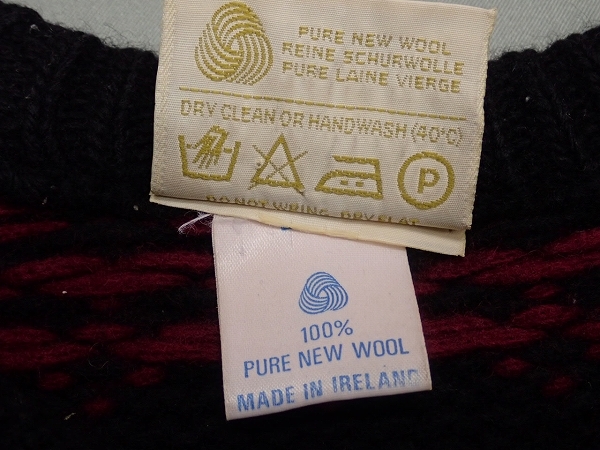 PURE NEW WOOL
REINE SCHURWOLLE
PURE LAINE VIERGE
DRY CLEAN OR HANDWASH (40°C)
P
DO NOT WRING. DRY FLAT
100%
PURE NEW WOOL
MADE IN IRELAND